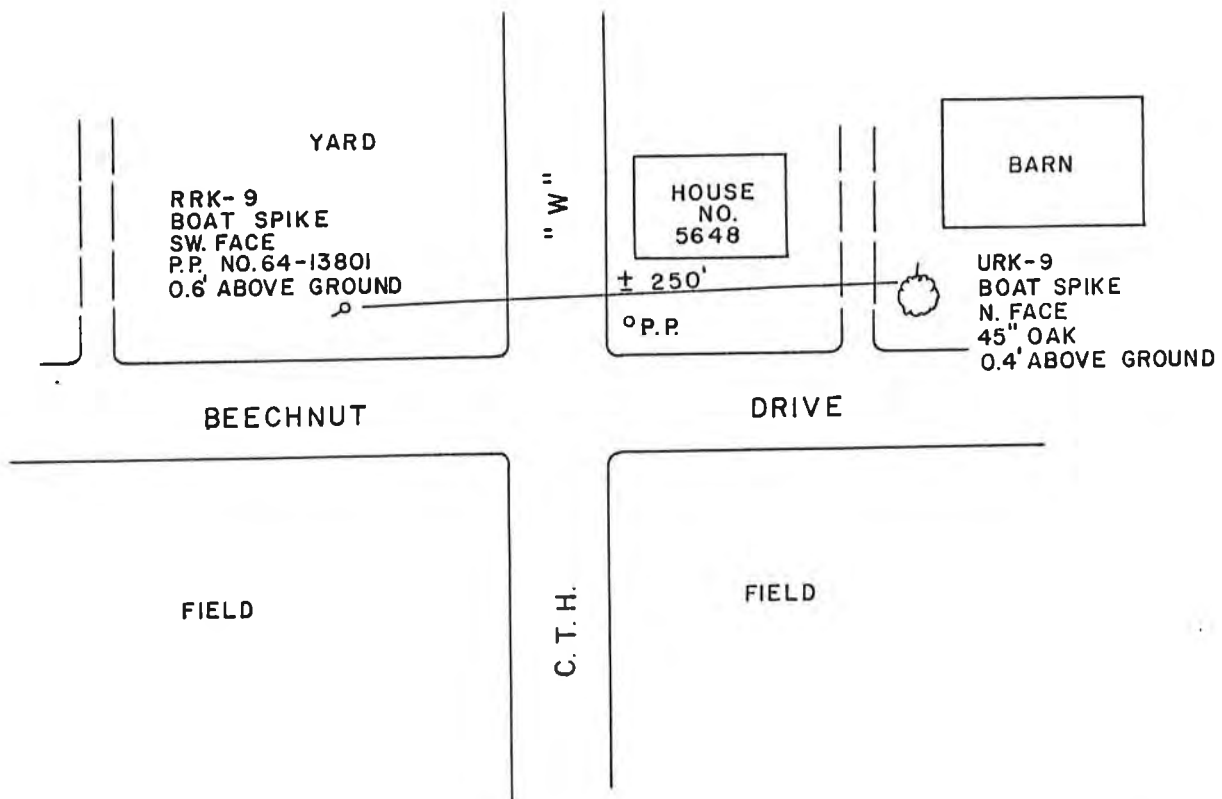 YARD
RRK-9
BOAT SPIKE
SW. FACE
P.P. NO. 64-13801
0.6' ABOVE GROUND
"W"
HOUSE
NO.
5648
BARN
± 250'
P.P.
URK-9
BOAT SPIKE
N. FACE
45" OAK
0.4' ABOVE GROUND
BEECHNUT DRIVE
FIELD
C. T. H.
FIELD